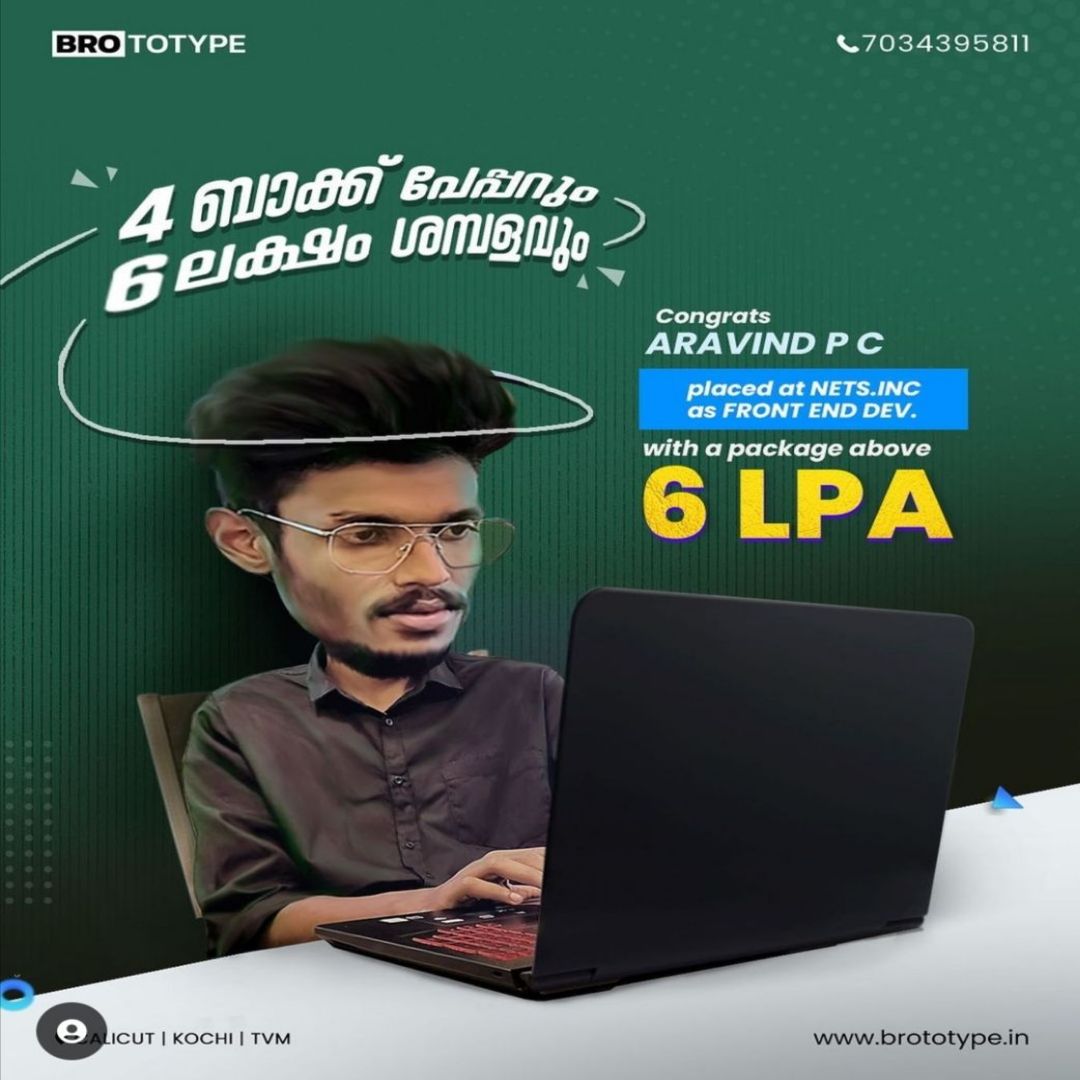 BROTOTYPE
7034395811
4 ബാക്ക് പേപ്പറും
6 ലക്ഷം ശമ്പളവും
Congrats
ARAVIND P C
placed at NETS.INC
as FRONT END DEV.
with a package above
6 LPA
CALICUT | KOCHI | TVM
www.brototype.in